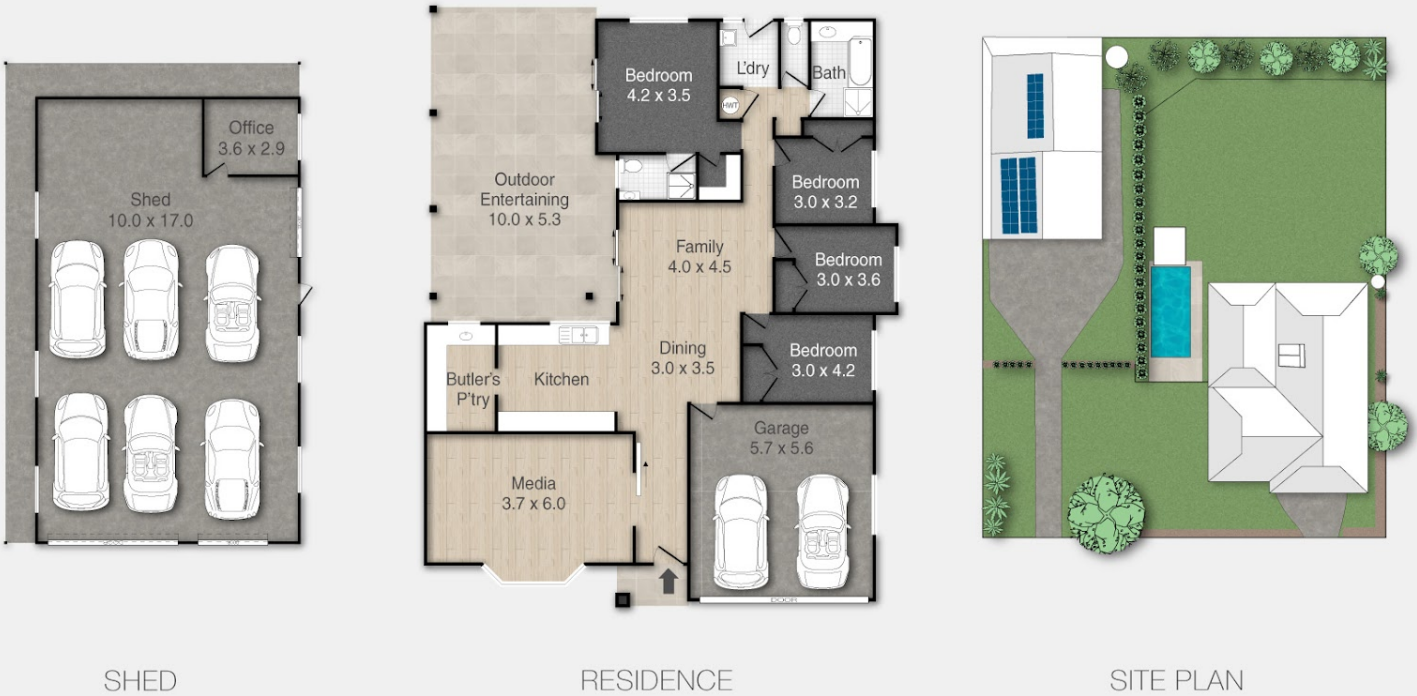 Office
3.6 x 2.9
Shed
10.0 x 17.0
Bedroom
4.2 x 3.5
L'dry
Bath
HWT
Bedroom
3.0 x 3.2
Outdoor
Entertaining
10.0 x 5.3
Family
4.0 x 4.5
Bedroom
3.0 x 3.6
Dining
3.0 x 3.5
Bedroom
3.0 x 4.2
Butler's
P'try
Kitchen
Garage
5.7 x 5.6
Media
3.7 x 6.0
DOOR
SHED
RESIDENCE
SITE PLAN